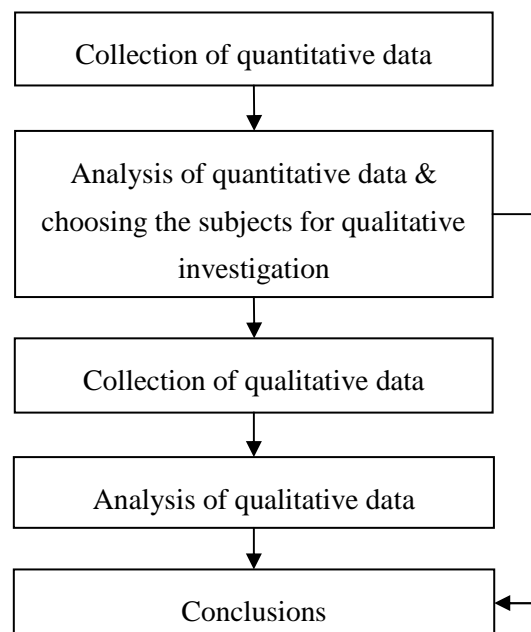 Collection of quantitative data
Analysis of quantitative data &
choosing the subjects for qualitative
investigation
Collection of qualitative data
Analysis of qualitative data
Conclusions